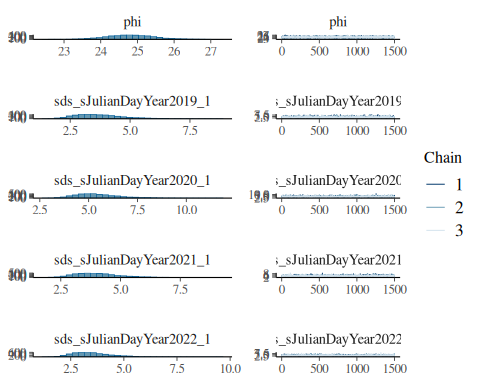 phi
phi
23 24 25 26 27
0 500 1000 1500
sds_sJulianDayYear2019_1
s_sJulianDayYear2019
2.5 5.0 7.5
0 500 1000 1500
sds_sJulianDayYear2020_1
s_sJulianDayYear2020
2.5 5.0 7.5 10.0
0 500 1000 1500
sds_sJulianDayYear2021_1
s_sJulianDayYear2021
2.5 5.0 7.5
0 500 1000 1500
sds_sJulianDayYear2022_1
s_sJulianDayYear2022
2.5 5.0 7.5 10.0
0 500 1000 1500
Chain
1
2
3